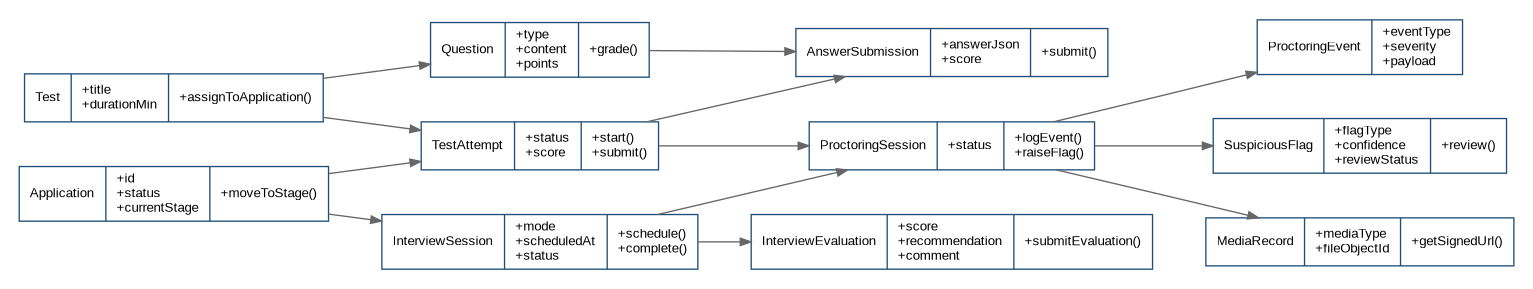 Test
+title
+durationMin
+assignToApplication()
Application
+id
+status
+currentStage
+moveToStage()
Question
+type
+content
+points
+grade()
TestAttempt
+status
+score
+start()
+submit()
InterviewSession
+mode
+scheduledAt
+status
+schedule()
+complete()
AnswerSubmission
+answerJson
+score
+submit()
ProctoringSession
+status
+logEvent()
+raiseFlag()
InterviewEvaluation
+score
+recommendation
+comment
+submitEvaluation()
ProctoringEvent
+eventType
+severity
+payload
SuspiciousFlag
+flagType
+confidence
+reviewStatus
+review()
MediaRecord
+mediaType
+fileObjectId
+getSignedUrl()